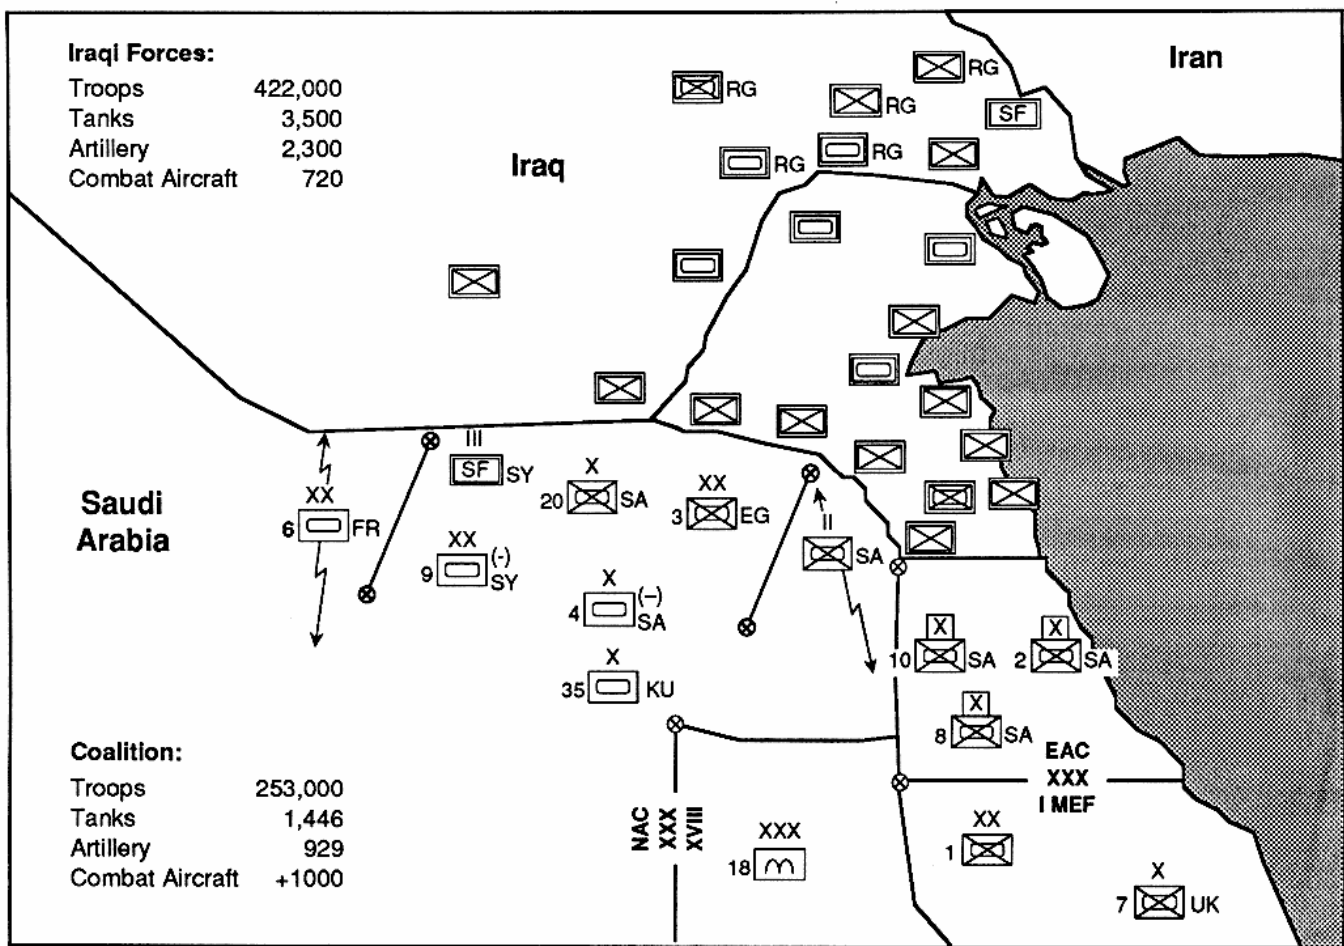 Iraqi Forces:
Troops 422,000
Tanks 3,500
Artillery 2,300
Combat Aircraft 720
Iran
RG
RG
RG
SF
RG
RG
Iraq
Saudi
Arabia
III
SF SY
XX
6 FR
X
20 SA
XX
3 EG
II
SA
XX
9 (-)
SY
X
4 (–)
SA
X
35 KU
X
10 SA
X
2 SA
X
8 SA
EAC
XXX
I MEF
Coalition:
Troops 253,000
Tanks 1,446
Artillery 929
Combat Aircraft +1000
NAC
XXX
XVIII
XXX
18
XX
1
X
7 UK